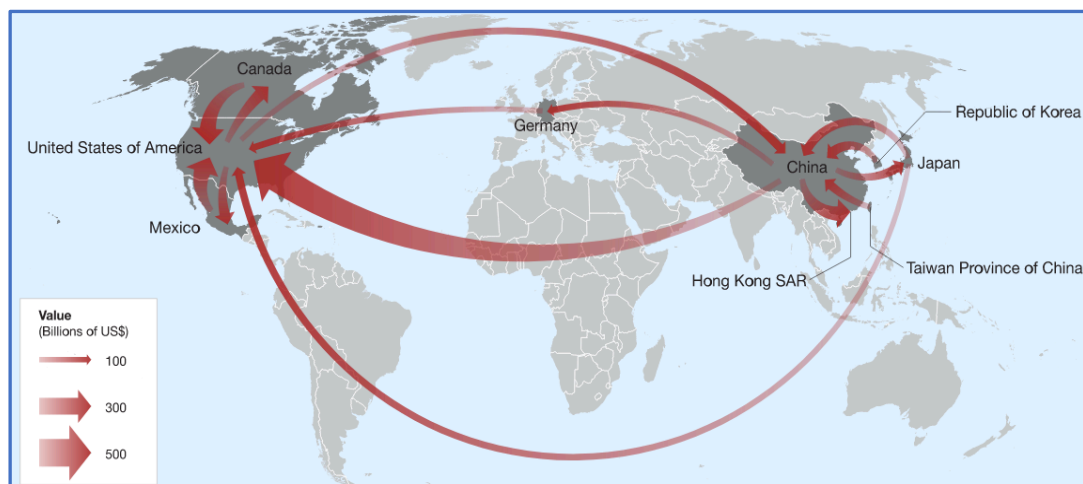 Canada
Republic of Korea
Germany
United States of America
China
Japan
Mexico
Hong Kong SAR
Taiwan Province of China
Value
(Billions of US$)
100
300
500